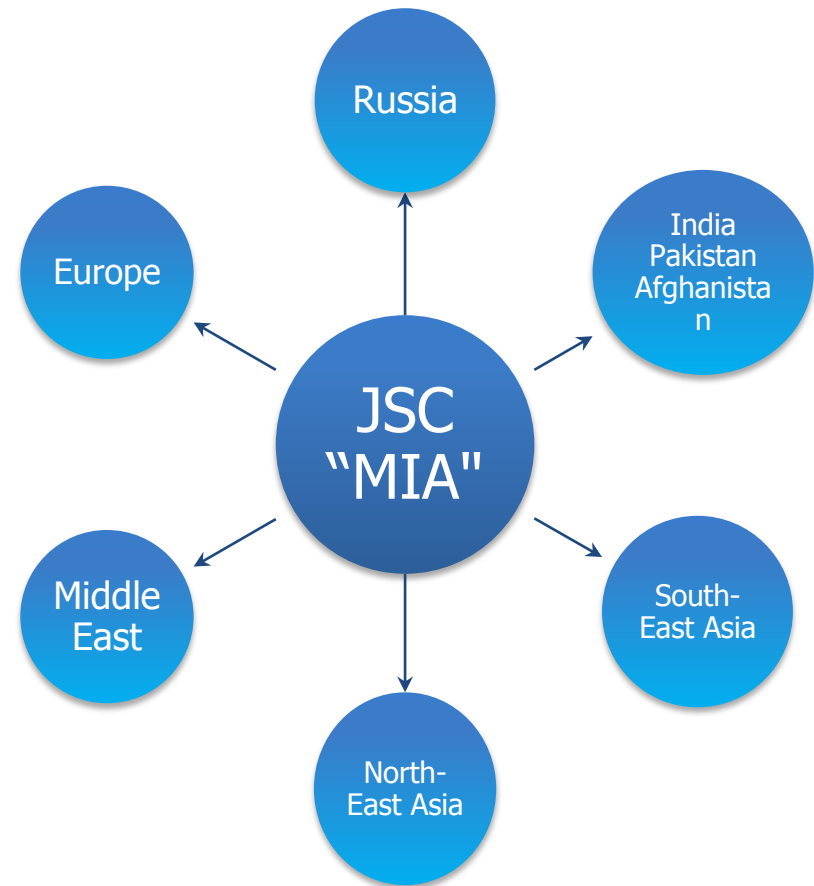 Russia
Europe
India
Pakistan
Afghanista
n
JSC
“MIA"
Middle
East
South-
East Asia
North-
East Asia